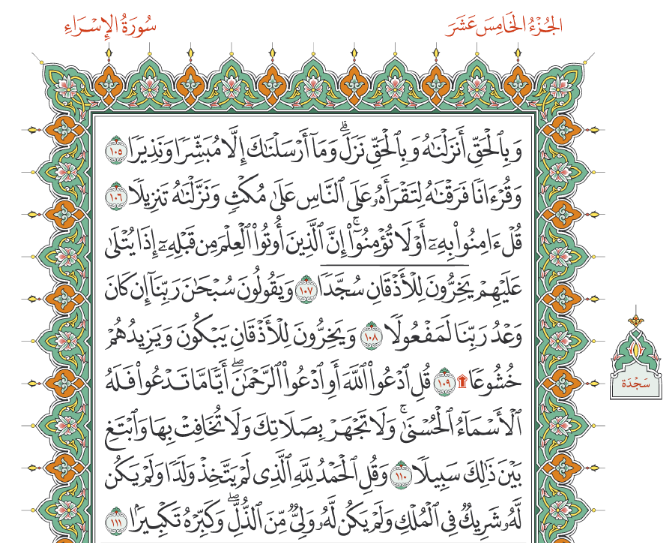 الجُزْءُ الخَامِسَ عَشَرَ
سُورَةُ الإِسْرَاءِ
وَبِٱلْحَقِّ أَنزَلْنَٰهُ وَبِٱلْحَقِّ نَزَلَۗ وَمَآ أَرْسَلْنَٰكَ إِلَّا مُبَشِّرًا وَنَذِيرًا ١٠٥
وَقُرْءَانًا فَرَقْنَٰهُ لِتَقْرَأَهُۥ عَلَى ٱلنَّاسِ عَلَىٰ مُكْثٍ وَنَزَّلْنَٰهُ تَنزِيلًا ١٠٦
قُلْ ءَامِنُوا۟ بِهِۦٓ أَوْ لَا تُؤْمِنُوٓا۟ۚ إِنَّ ٱلَّذِينَ أُوتُوا۟ ٱلْعِلْمَ مِن قَبْلِهِۦٓ إِذَا يُتْلَىٰ
عَلَيْهِمْ يَخِرُّونَ لِلْأَذْقَانِ سُجَّدًا ١٠٧ وَيَقُولُونَ سُبْحَٰنَ رَبِّنَآ إِن كَانَ
وَعْدُ رَبِّنَا لَمَفْعُولًا ١٠٨ وَيَخِرُّونَ لِلْأَذْقَانِ يَبْكُونَ وَيَزِيدُهُمْ
خُشُوعًا ۩ ١٠٩ قُلِ ٱدْعُوا۟ ٱللَّهَ أَوِ ٱدْعُوا۟ ٱلرَّحْمَٰنَۖ أَيًّا مَّا تَدْعُوا۟ فَلَهُ
ٱلْأَسْمَآءُ ٱلْحُسْنَىٰۚ وَلَا تَجْهَرْ بِصَلَاتِكَ وَلَا تُخَافِتْ بِهَا وَٱبْتَغِ
بَيْنَ ذَٰلِكَ سَبِيلًا ١١٠ وَقُلِ ٱلْحَمْدُ لِلَّهِ ٱلَّذِى لَمْ يَتَّخِذْ وَلَدًا وَلَمْ يَكُن
لَّهُۥ شَرِيكٌ فِى ٱلْمُلْكِ وَلَمْ يَكُن لَّهُۥ وَلِىٌّ مِّنَ ٱلذُّلِّۖ وَكَبِّرْهُ تَكْبِيرًۢا ١١١
سَجْدَة